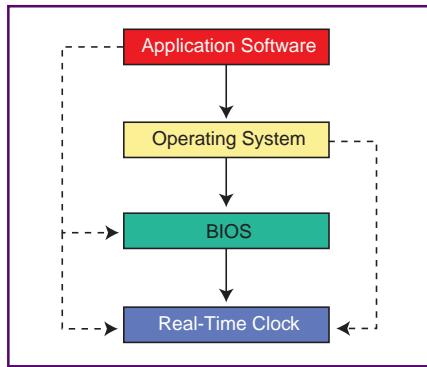 Application Software
Operating System
BIOS
Real-Time Clock